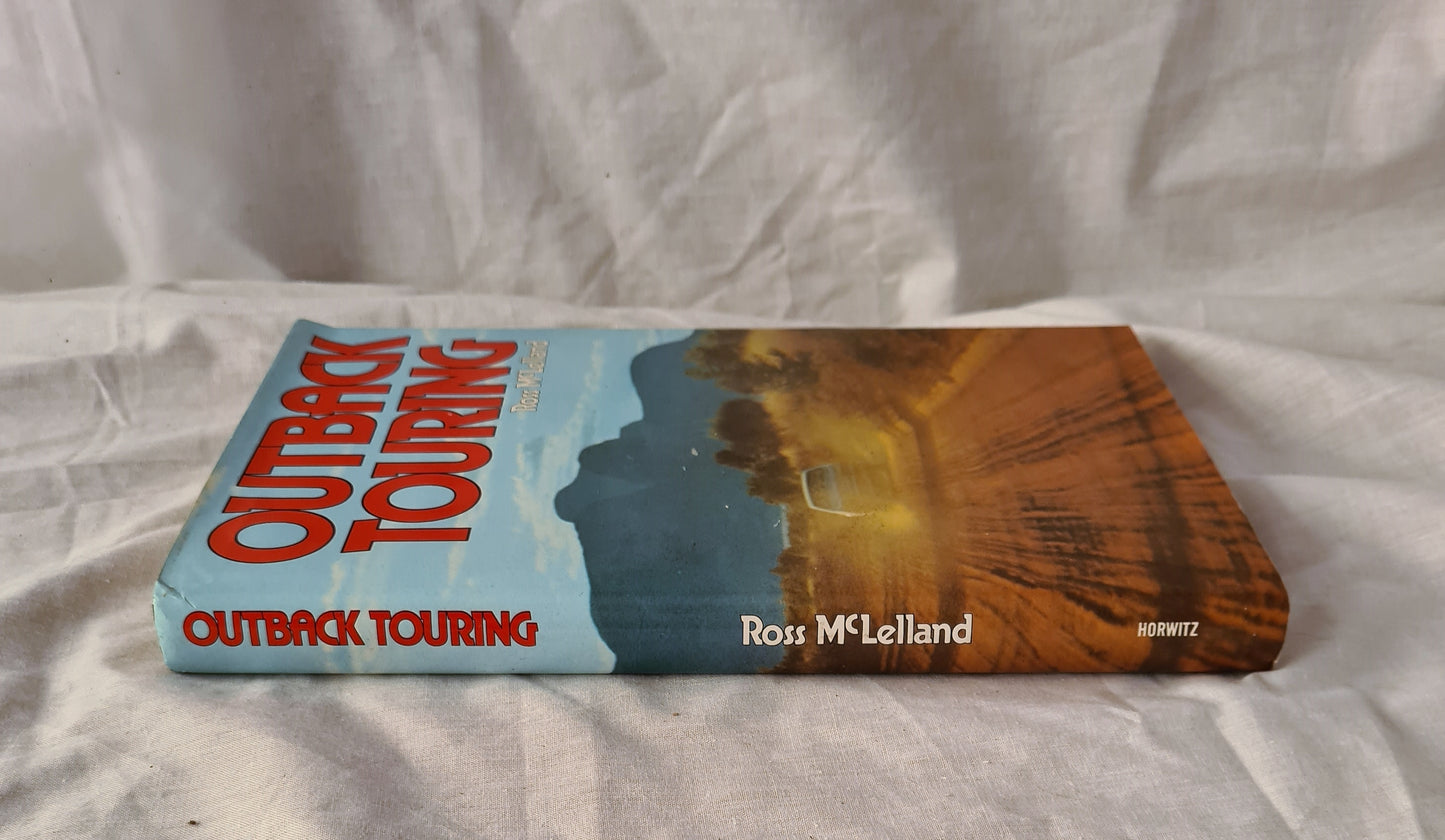 OUTBACK
TOURING
Ross McLelland
OUTBACK TOURING
Ross McLelland
HORWITZ